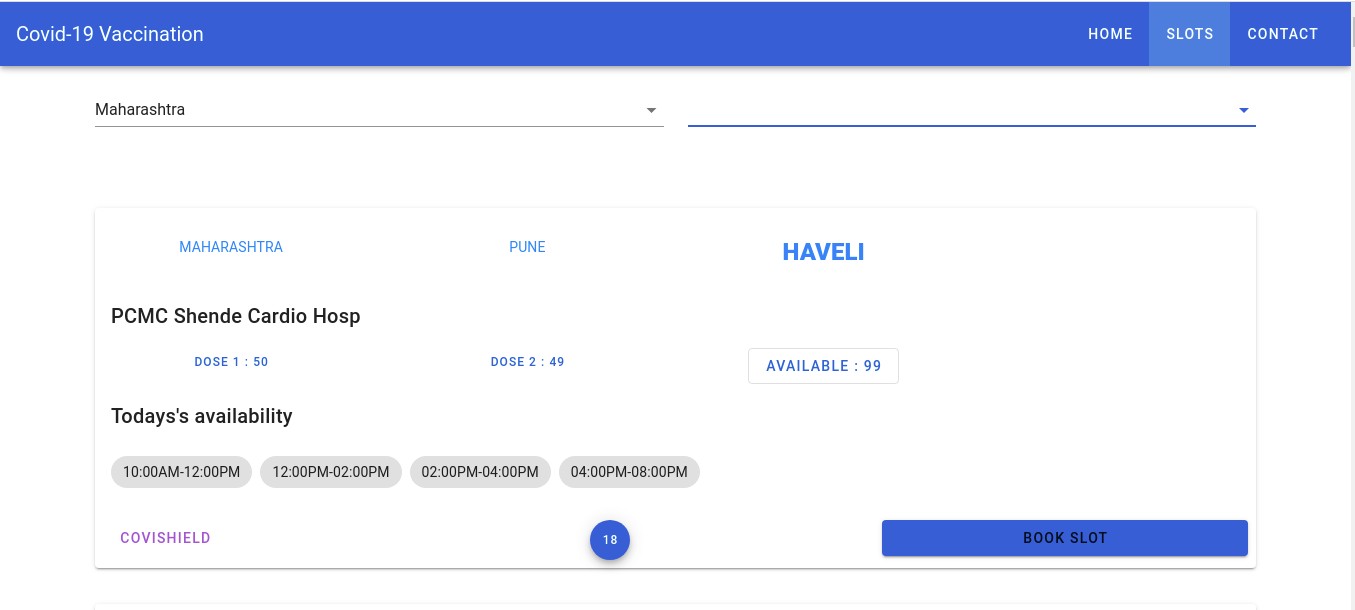 Covid-19 Vaccination HOME SLOTS CONTACT
Maharashtra
MAHARASHTRA PUNE HAVELI
PCMC Shende Cardio Hosp
DOSE 1 : 50 DOSE 2 : 49 AVAILABLE : 99
Todays's availability
10:00AM-12:00PM 12:00PM-02:00PM 02:00PM-04:00PM 04:00PM-08:00PM
COVISHIELD 18 BOOK SLOT